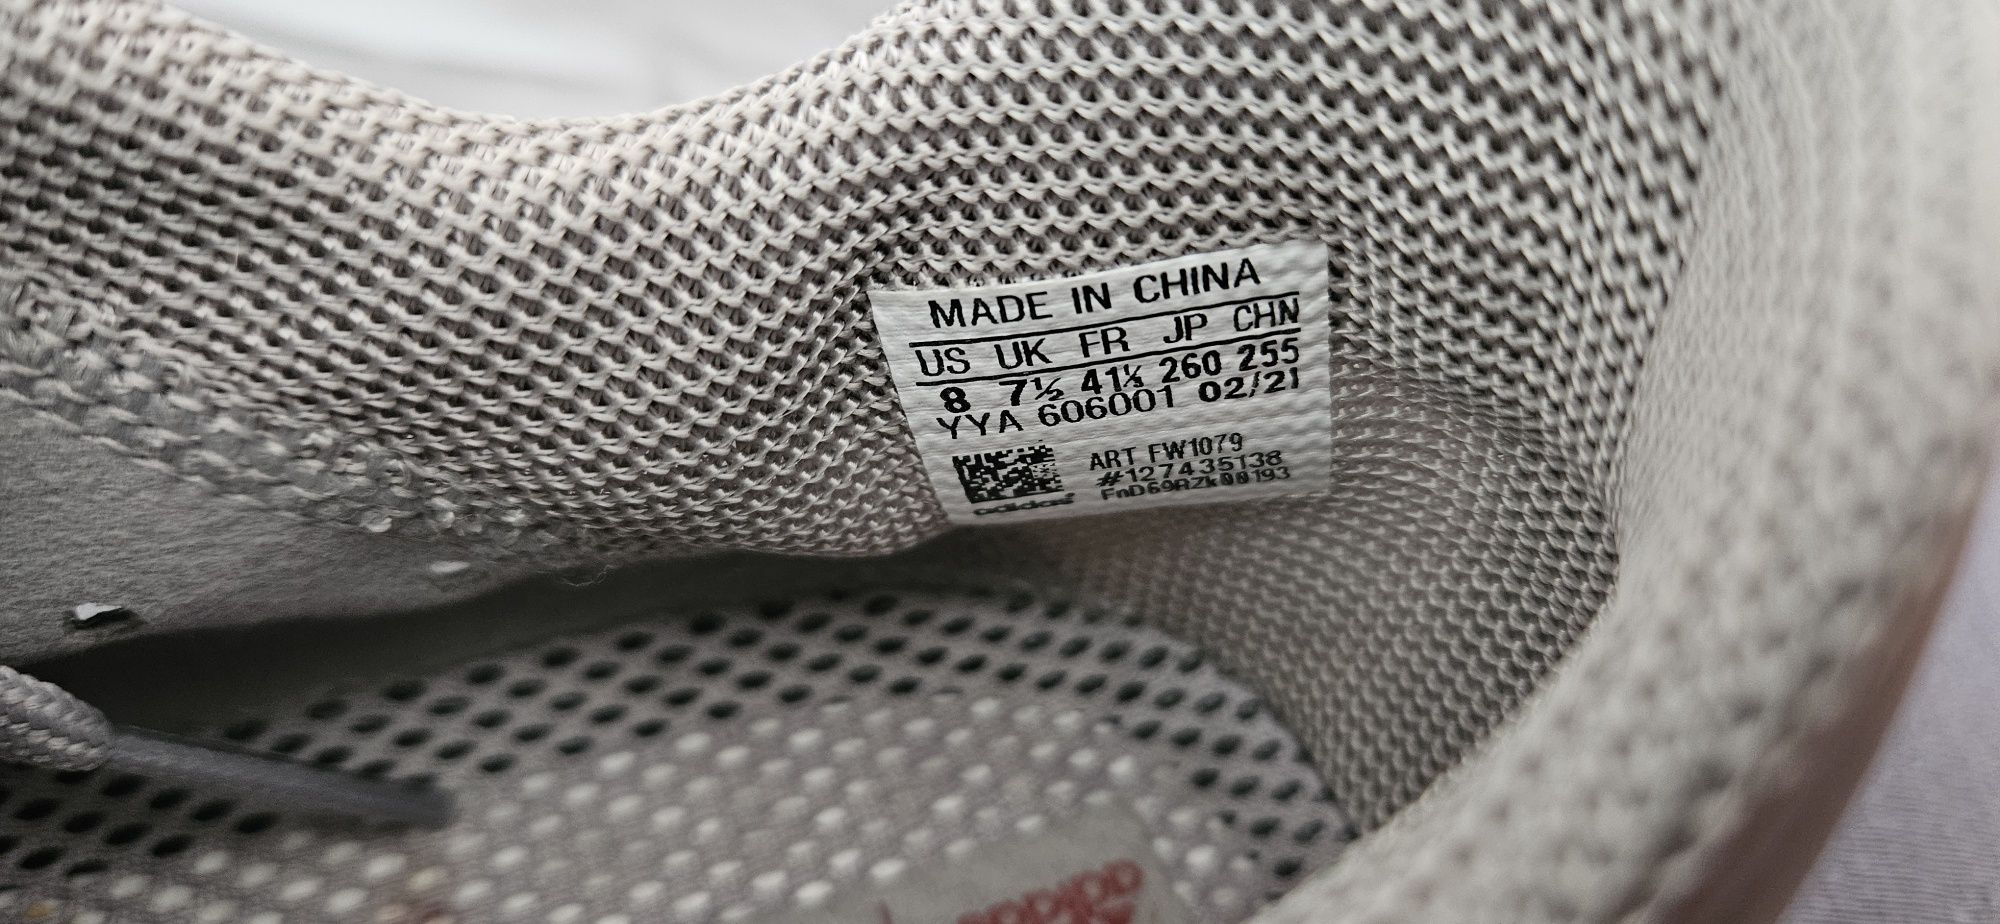 MADE IN CHINA
US UK FR JP CHN
8 7½ 41⅓ 260 255
YYA 606001 02/21
ART FW1079
#127435138
adidas